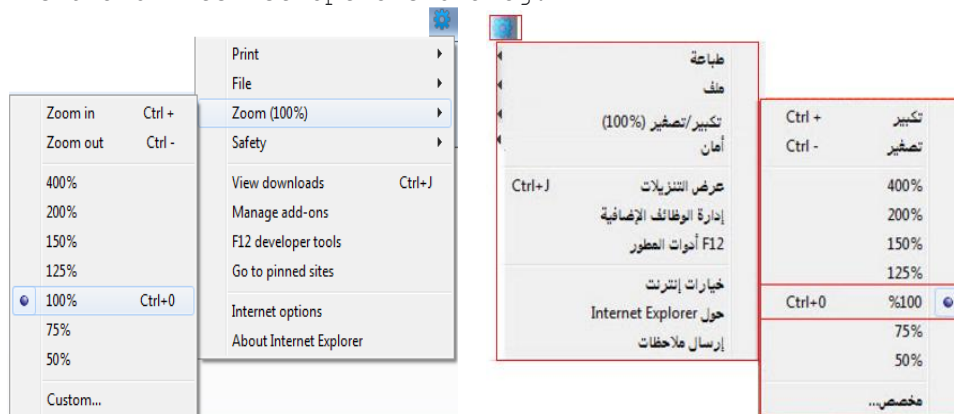 Print
File
Zoom (100%)
Safety
View downloads Ctrl+J
Manage add-ons
F12 developer tools
Go to pinned sites
Internet options
About Internet Explorer
Zoom in Ctrl +
Zoom out Ctrl -
400%
200%
150%
125%
100% Ctrl+0
75%
50%
Custom...
طباعة
ملف
تكبير/تصغير (100%)
أمان
عرض التنزيلات Ctrl+J
إدارة الوظائف الإضافية
F12 أدوات المطور
خيارات إنترنت
حول Internet Explorer
إرسال ملاحظات
تكبير Ctrl +
تصغير Ctrl -
400%
200%
150%
125%
%100 Ctrl+0
75%
50%
مخصص...